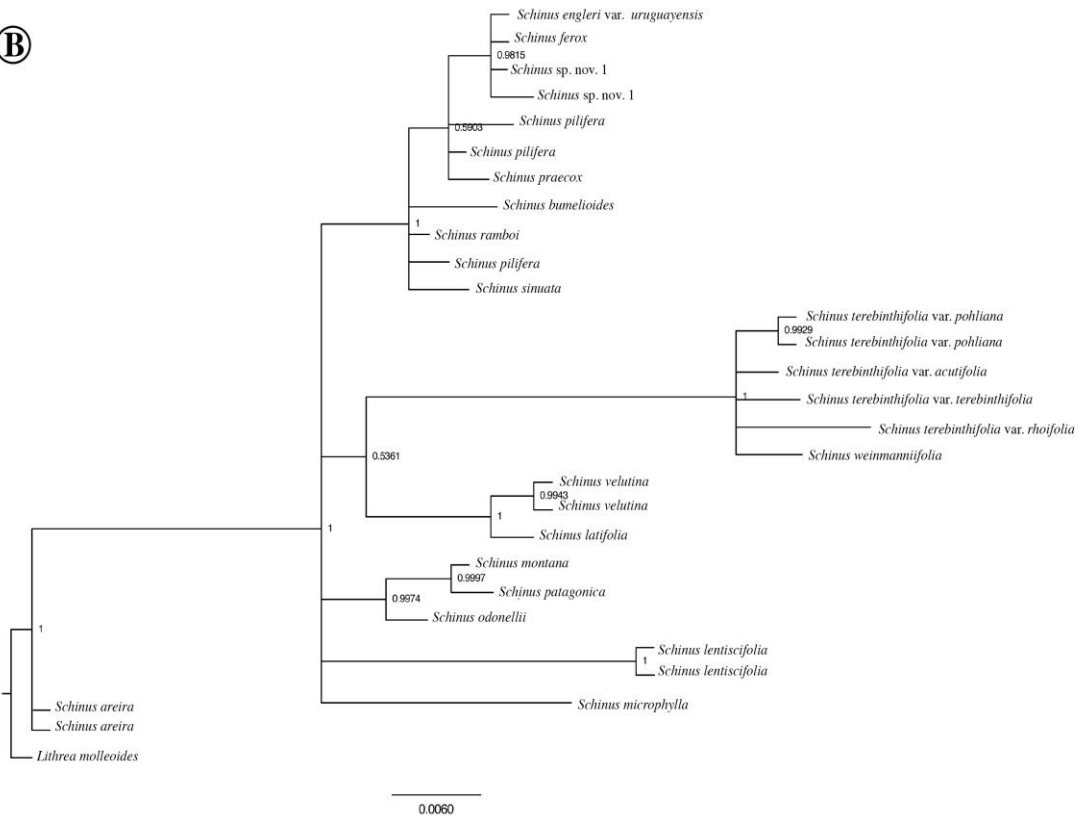 B
Schinus engleri var. uruguayensis
Schinus ferox
0.9815
Schinus sp. nov. 1
Schinus sp. nov. 1
Schinus pilifera
0.5903
Schinus pilifera
Schinus praecox
Schinus bumelioides
1
Schinus ramboi
Schinus pilifera
Schinus sinuata
Schinus terebinthifolia var. pohliana
0.9929
Schinus terebinthifolia var. pohliana
Schinus terebinthifolia var. acutifolia
1
Schinus terebinthifolia var. terebinthifolia
Schinus terebinthifolia var. rhoifolia
Schinus weinmanniifolia
0.5361
Schinus velutina
0.9943
Schinus velutina
1
Schinus latifolia
1
Schinus montana
0.9997
Schinus patagonica
0.9974
Schinus odonellii
1
Schinus lentiscifolia
1
Schinus lentiscifolia
Schinus microphylla
Schinus areira
Schinus areira
Lithrea molleoides
0.0060